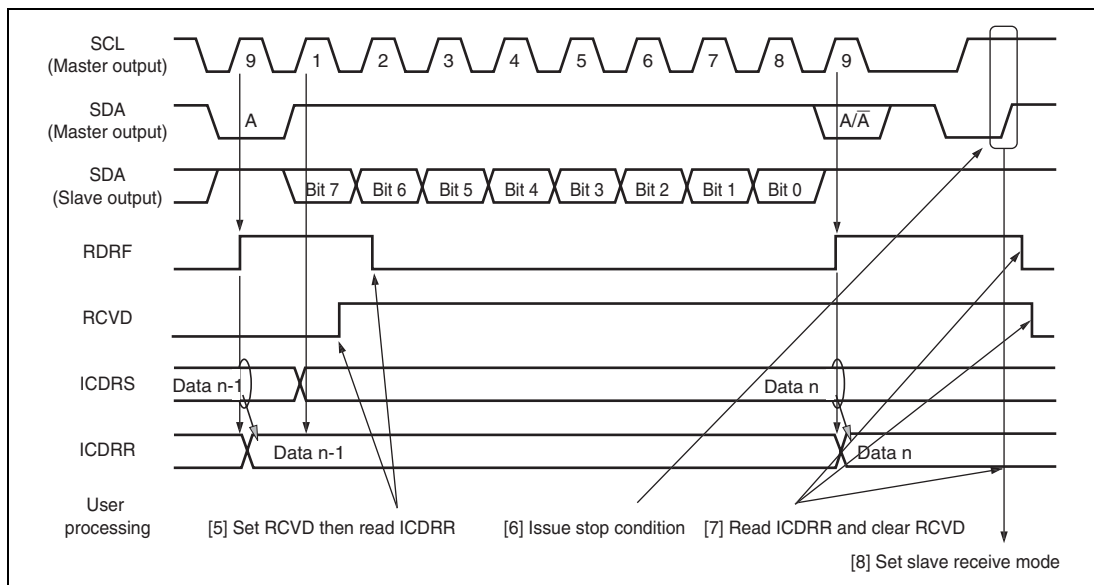 SCL
(Master output)
9 1 2 3 4 5 6 7 8 9
SDA
(Master output)
A A/A̅
SDA
(Slave output)
Bit 7 Bit 6 Bit 5 Bit 4 Bit 3 Bit 2 Bit 1 Bit 0
RDRF
RCVD
ICDRS
Data n-1 Data n
ICDRR
Data n-1 Data n
User
processing
[5] Set RCVD then read ICDRR [6] Issue stop condition [7] Read ICDRR and clear RCVD
[8] Set slave receive mode